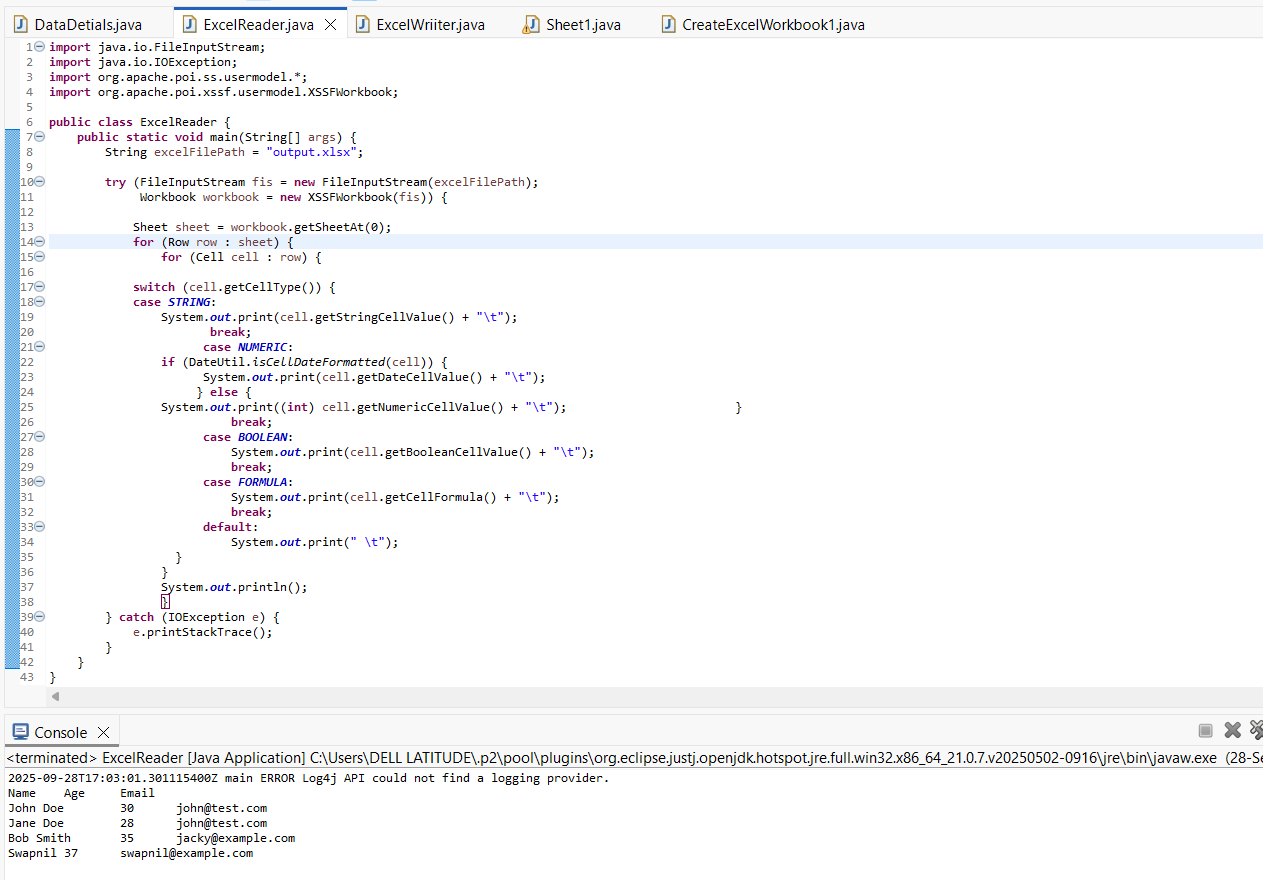 DataDetials.java ExcelReader.java ExcelWriiter.java Sheet1.java CreateExcelWorkbook1.java
1 import java.io.FileInputStream;
2 import java.io.IOException;
3 import org.apache.poi.ss.usermodel.*;
4 import org.apache.poi.xssf.usermodel.XSSFWorkbook;
5
6 public class ExcelReader {
7     public static void main(String[] args) {
8         String excelFilePath = "output.xlsx";
9
10         try (FileInputStream fis = new FileInputStream(excelFilePath);
11              Workbook workbook = new XSSFWorkbook(fis)) {
12
13             Sheet sheet = workbook.getSheetAt(0);
14             for (Row row : sheet) {
15                 for (Cell cell : row) {
16
17             switch (cell.getCellType()) {
18             case STRING:
19                 System.out.print(cell.getStringCellValue() + "\t");
20                        break;
21                       case NUMERIC:
22                 if (DateUtil.isCellDateFormatted(cell)) {
23                       System.out.print(cell.getDateCellValue() + "\t");
24                      } else {
25                 System.out.print((int) cell.getNumericCellValue() + "\t");                        }
26                           break;
27                       case BOOLEAN:
28                           System.out.print(cell.getBooleanCellValue() + "\t");
29                           break;
30                       case FORMULA:
31                           System.out.print(cell.getCellFormula() + "\t");
32                           break;
33                       default:
34                           System.out.print(" \t");
35                   }
36                 }
37                 System.out.println();
38                 }
39         } catch (IOException e) {
40             e.printStackTrace();
41         }
42     }
43 }
Console
<terminated> ExcelReader [Java Application] C:\Users\DELL LATITUDE\.p2\pool\plugins\org.eclipse.justj.openjdk.hotspot.jre.full.win32.x86_64_21.0.7.v20250502-0916\jre\bin\javaw.exe (28-Se
2025-09-28T17:03:01.301115400Z main ERROR Log4j API could not find a logging provider.
Name    Age     Email
John Doe        30      john@test.com
Jane Doe        28      john@test.com
Bob Smith       35      jacky@example.com
Swapnil 37      swapnil@example.com